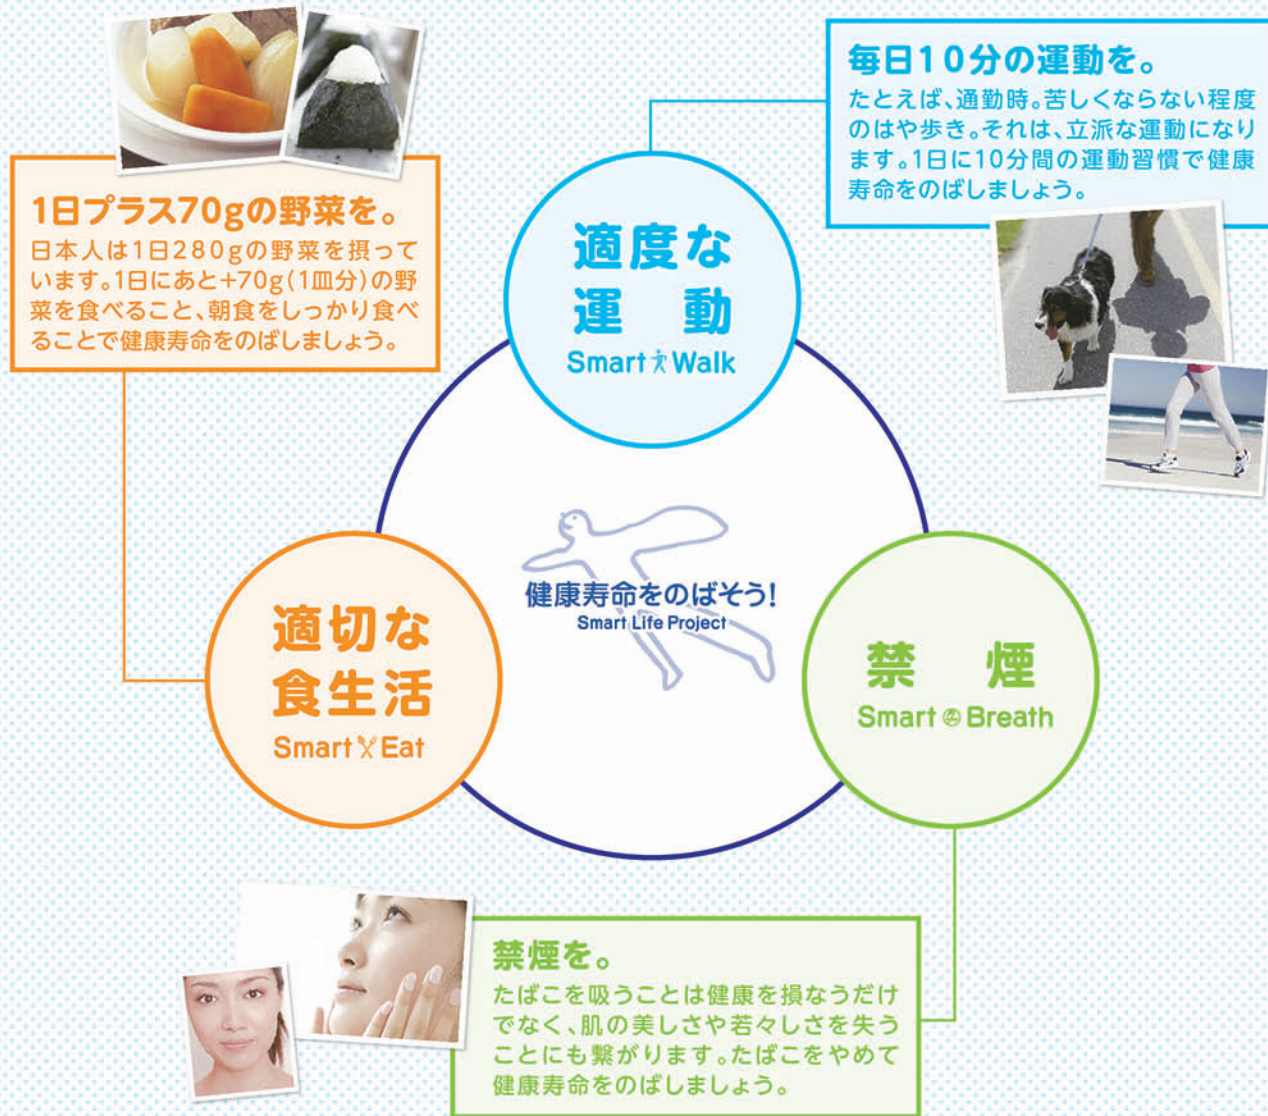 毎日10分の運動を。
たとえば、通勤時。苦しくならない程度
のはや歩き。それは、立派な運動になり
ます。1日に10分間の運動習慣で健康
寿命をのばしましょう。
1日プラス70gの野菜を。
日本人は1日280gの野菜を摂って
います。1日にあと+70g(1皿分)の野
菜を食べること、朝食をしっかり食べ
ることで健康寿命をのばしましょう。
適度な
運　動
Smart Walk
健康寿命をのばそう!
Smart Life Project
適切な
食生活
Smart Eat
禁　煙
Smart Breath
禁煙を。
たばこを吸うことは健康を損なうだけ
でなく、肌の美しさや若々しさを失う
ことにも繋がります。たばこをやめて
健康寿命をのばしましょう。